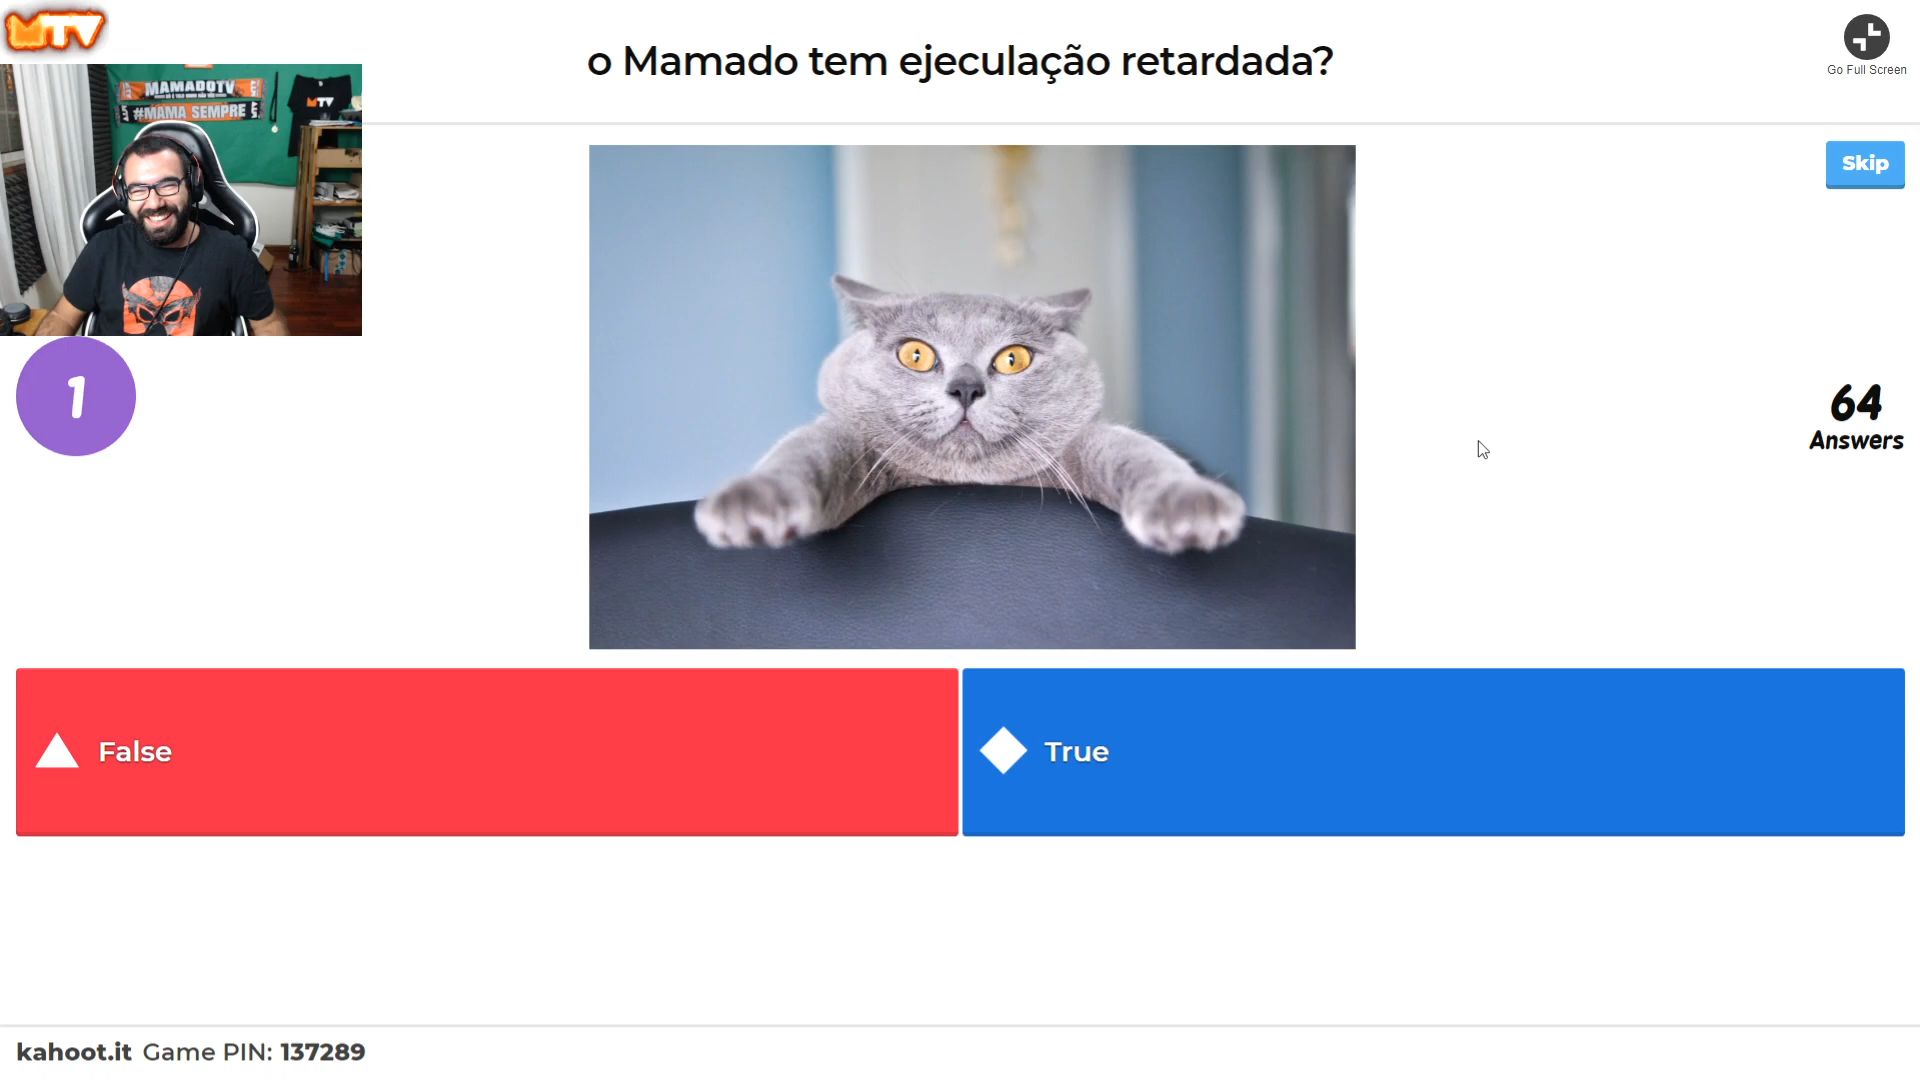 MTV
o Mamado tem ejeculação retardada?
Go Full Screen
MAMADOTV
#MAMA SEMPRE
MTV
Skip
1
64
Answers
False
True
kahoot.it Game PIN: 137289